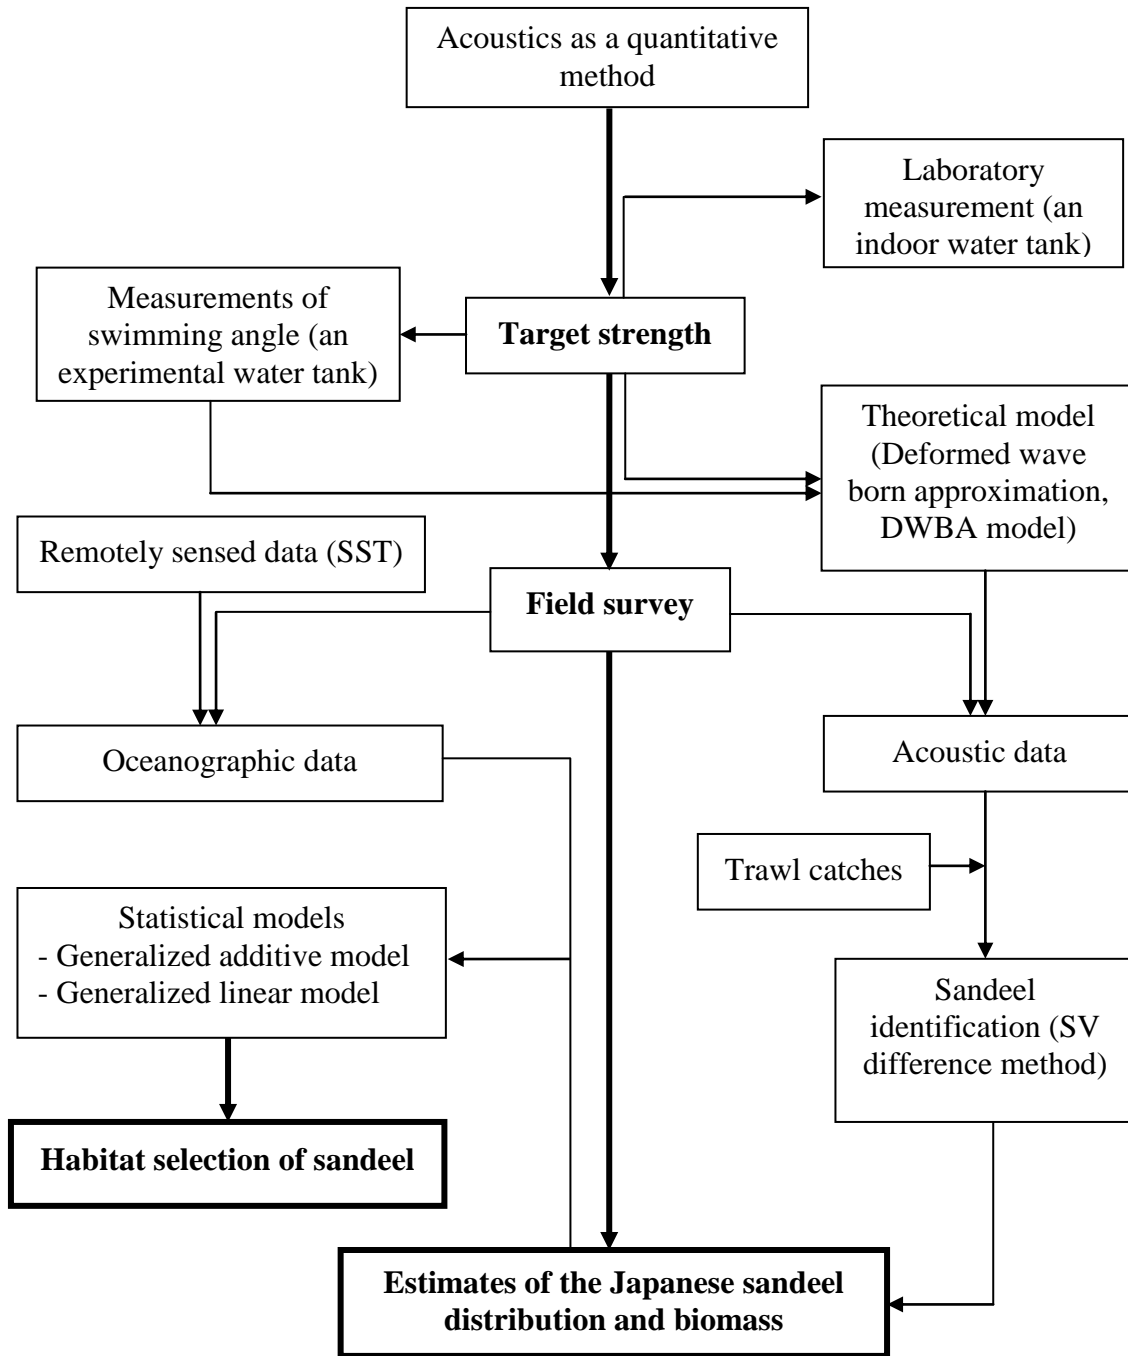 Acoustics as a quantitative
method
Laboratory
measurement (an
indoor water tank)
Measurements of
swimming angle (an
experimental water tank)
Target strength
Theoretical model
(Deformed wave
born approximation,
DWBA model)
Remotely sensed data (SST)
Field survey
Oceanographic data
Acoustic data
Trawl catches
Statistical models
- Generalized additive model
- Generalized linear model
Sandeel
identification (SV
difference method)
Habitat selection of sandeel
Estimates of the Japanese sandeel
distribution and biomass